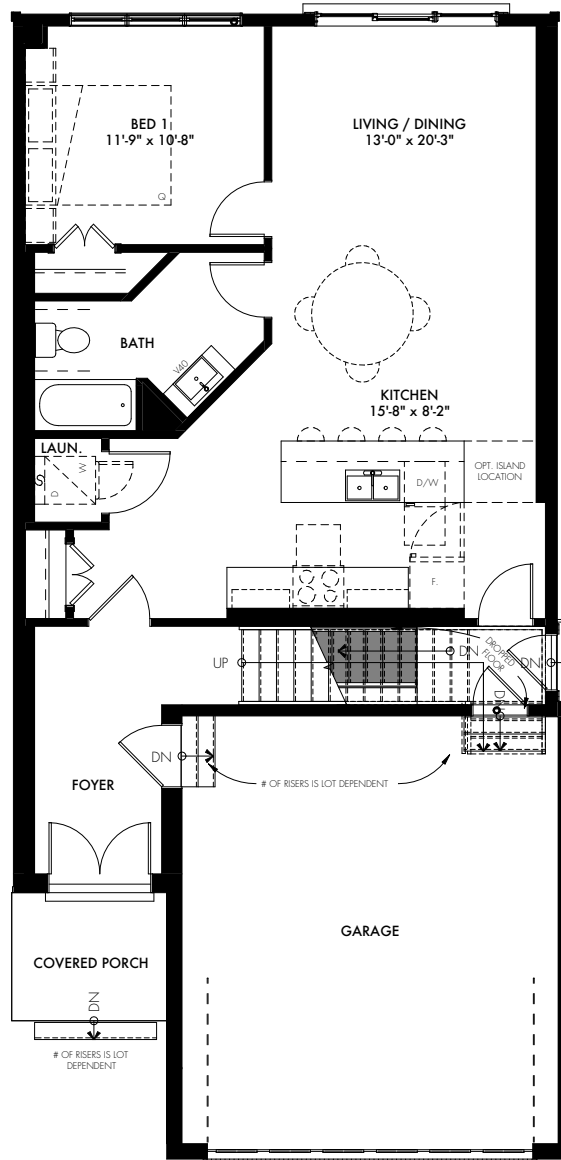 BED 1
11'-9" x 10'-8"
LIVING / DINING
13'-0" x 20'-3"
Q
BATH
V40
KITCHEN
15'-8" x 8'-2"
LAUN.
W
D
S
D/W
OPT. ISLAND
LOCATION
F.
UP
DN
DROPPED
FLOOR
DN
DN
DN
FOYER
# OF RISERS IS LOT DEPENDENT
GARAGE
COVERED PORCH
DN
# OF RISERS IS LOT
DEPENDENT